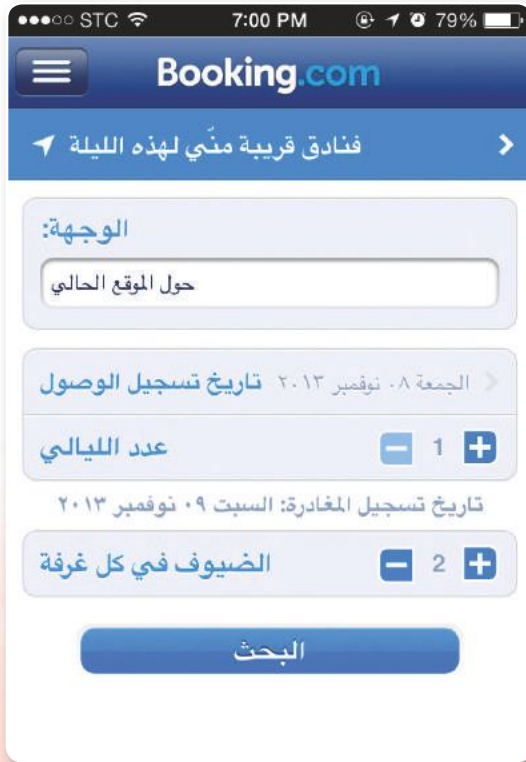 STC 7:00 PM 79%
Booking.com
فنادق قريبة منّي لهذه الليلة
الوجهة:
حول الموقع الحالي
تاريخ تسجيل الوصول الجمعة ٠٨ نوفمبر ٢٠١٣
عدد الليالي 1
تاريخ تسجيل المغادرة: السبت ٠٩ نوفمبر ٢٠١٣
الضيوف في كل غرفة 2
البحث